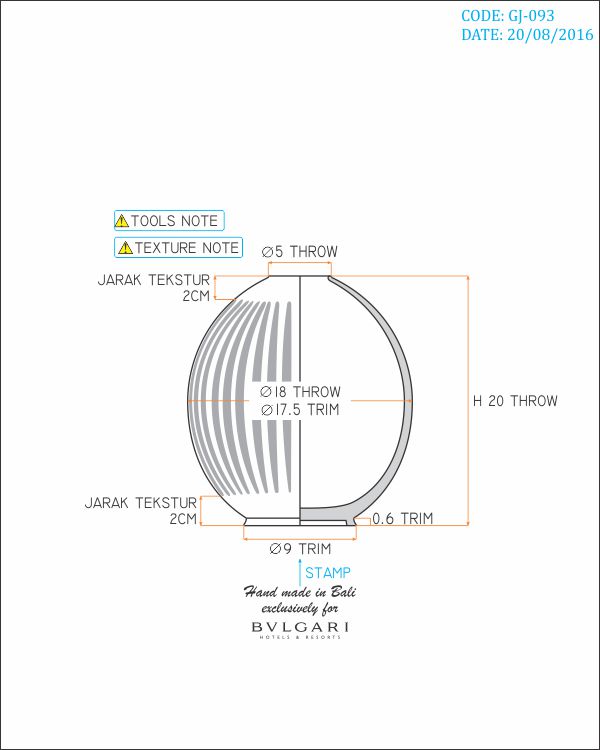 CODE: GJ-093
DATE: 20/08/2016
TOOLS NOTE
TEXTURE NOTE
⌀5 THROW
JARAK TEKSTUR
2CM
⌀18 THROW
⌀17.5 TRIM
H 20 THROW
JARAK TEKSTUR
2CM
0.6 TRIM
⌀9 TRIM
STAMP
Hand made in Bali
exclusively for
BVLGARI
HOTELS & RESORTS